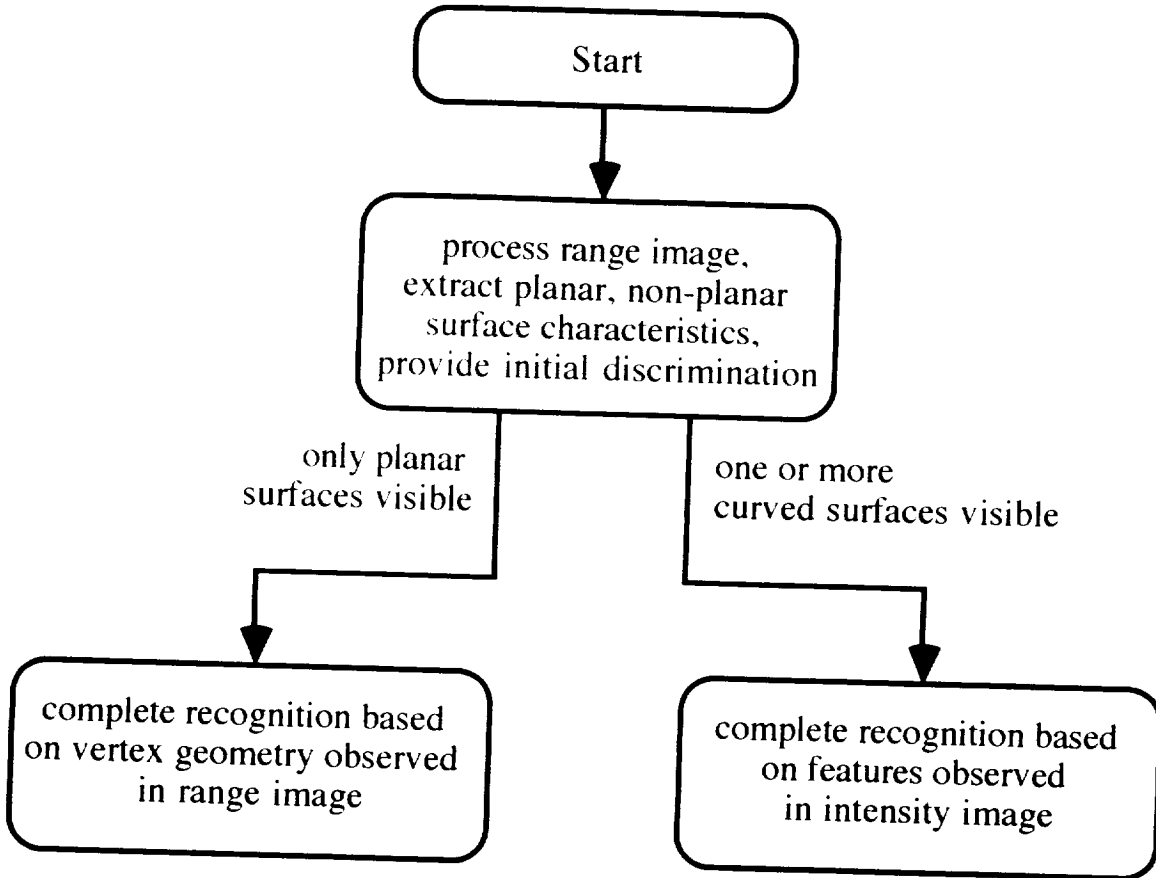 Start
process range image,
extract planar, non-planar
surface characteristics,
provide initial discrimination
only planar
surfaces visible
one or more
curved surfaces visible
complete recognition based
on vertex geometry observed
in range image
complete recognition based
on features observed
in intensity image